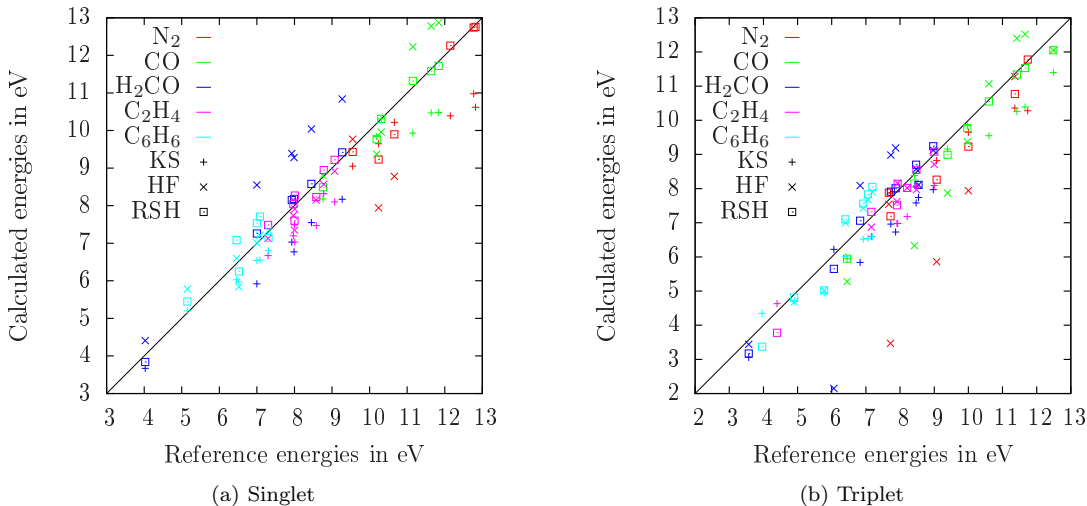 Calculated energies in eV
13
12
11
10
9
8
7
6
5
4
3
N2
CO
H2CO
C2H4
C6H6
KS
HF
RSH
3 4 5 6 7 8 9 10 11 12 13
Reference energies in eV
(a) Singlet
Calculated energies in eV
13
12
11
10
9
8
7
6
5
4
3
2
N2
CO
H2CO
C2H4
C6H6
KS
HF
RSH
2 3 4 5 6 7 8 9 10 11 12 13
Reference energies in eV
(b) Triplet